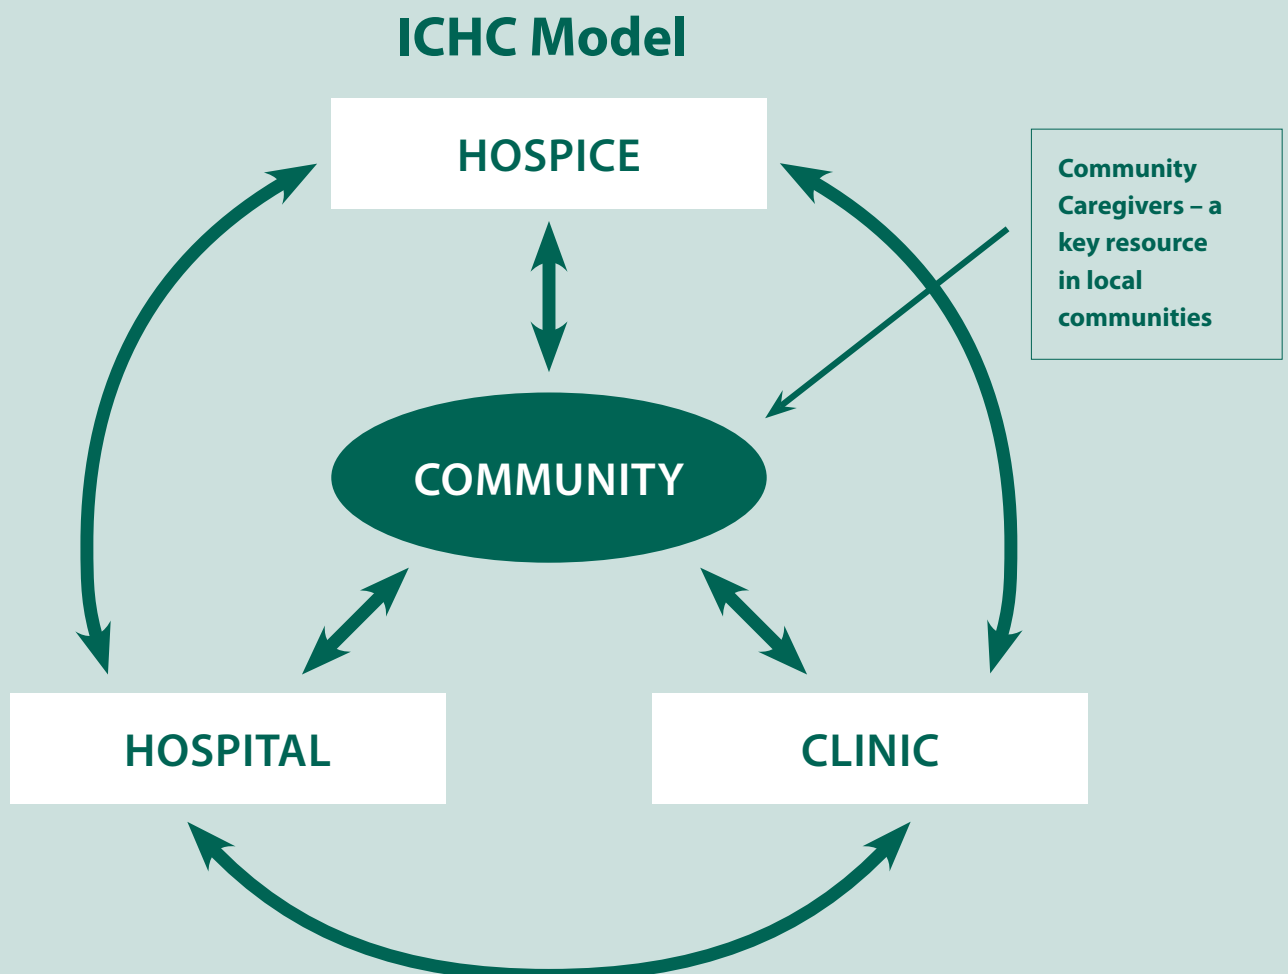 ICHC Model
HOSPICE
Community
Caregivers – a
key resource
in local
communities
COMMUNITY
HOSPITAL
CLINIC